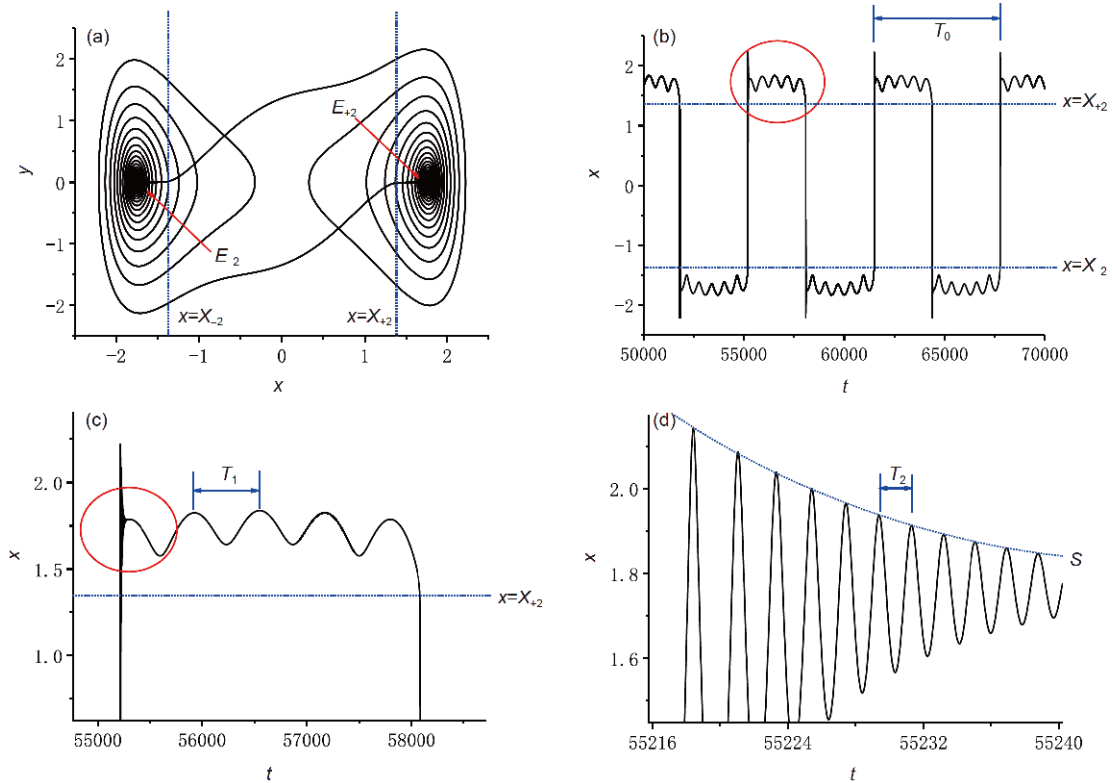 (a)
2
1
0
-1
-2
y
E+2
E 2
x=X−2
x=X+2
-2
-1
0
1
2
x
(b)
T0
2
1
0
-1
-2
x
x=X+2
x=X 2
50000
55000
60000
65000
70000
t
(c)
T1
2.0
1.5
1.0
x
x=X+2
55000
56000
57000
58000
t
(d)
T2
2.0
1.8
1.6
x
S
55216
55224
55232
55240
t